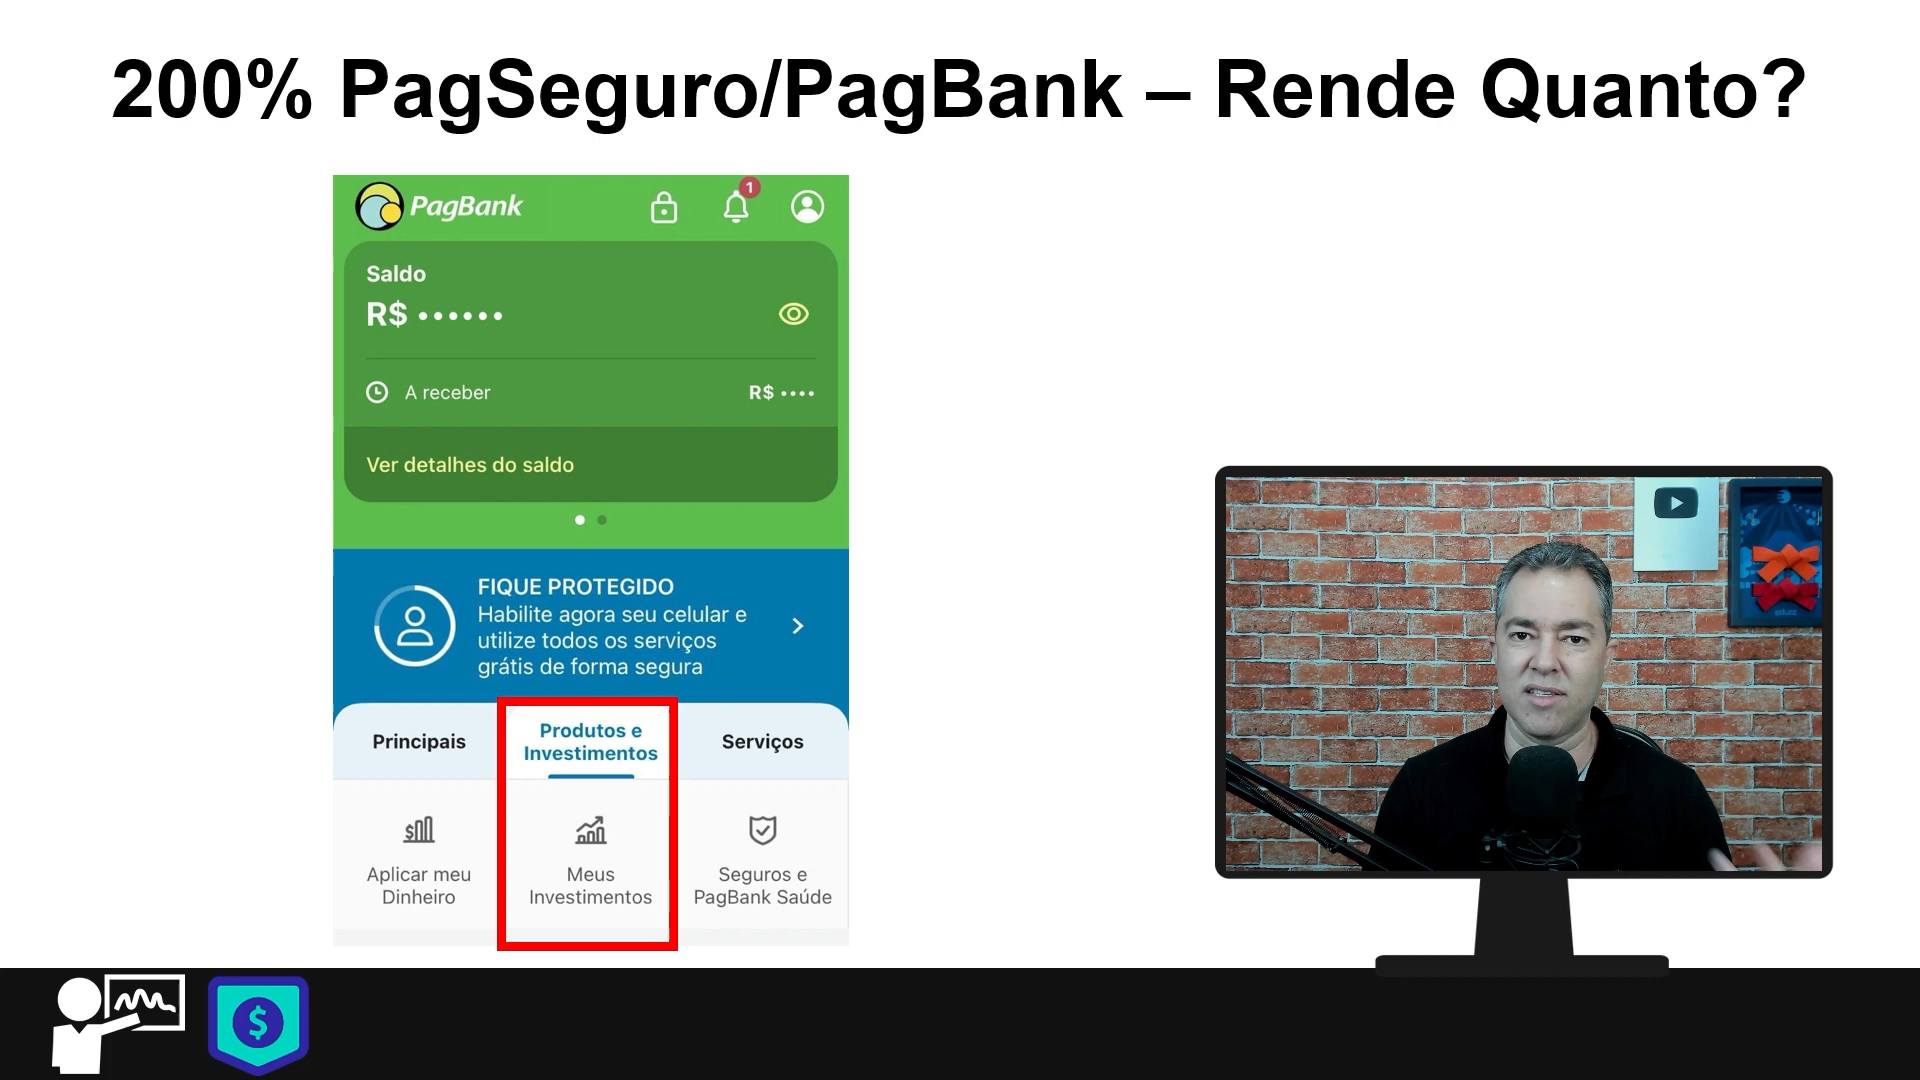 200% PagSeguro/PagBank – Rende Quanto?
PagBank
1
Saldo
R$ ••••••
A receber
R$ ••••
Ver detalhes do saldo
FIQUE PROTEGIDO
Habilite agora seu celular e
utilize todos os serviços
grátis de forma segura
Principais
Produtos e
Investimentos
Serviços
Aplicar meu
Dinheiro
Meus
Investimentos
Seguros e
PagBank Saúde
eduzz
$